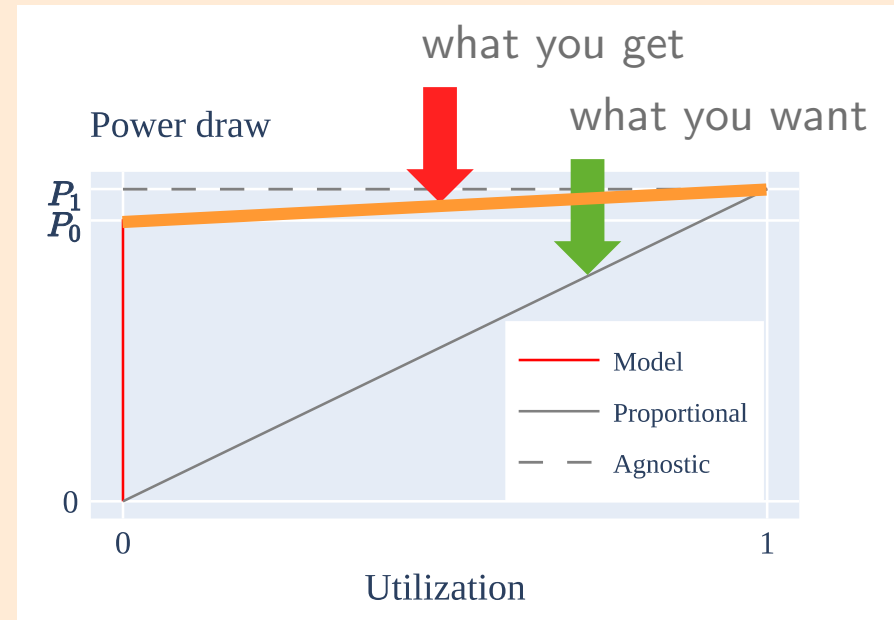 what you get
what you want
Power draw
P1
P0
Model
Proportional
Agnostic
0
0
1
Utilization